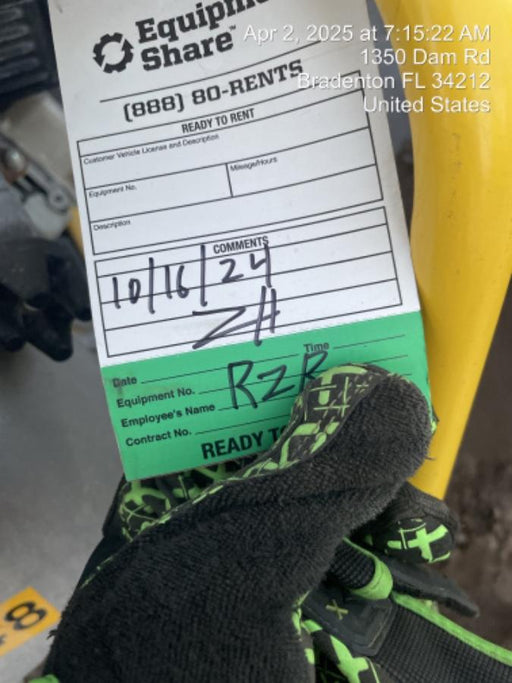 Equipm
Share™
Apr 2, 2025 at 7:15:22 AM
1350 Dam Rd
Bradenton FL 34212
United States
(888) 80-RENTS
READY TO RENT
Customer Vehicle License and Description
Equipment No.
Mileage/Hours
Description
COMMENTS
10/16/24
ZH
Date
Time
Equipment No.
RZR
Employee's Name
Contract No.
READY T
8